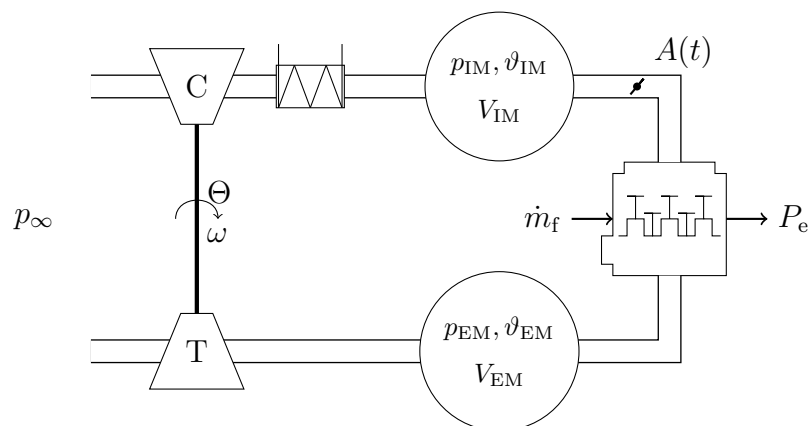 A(t)
C
p_IM, ϑ_IM
V_IM
Θ
ω
p_∞
ṁ_f
P_e
T
p_EM, ϑ_EM
V_EM